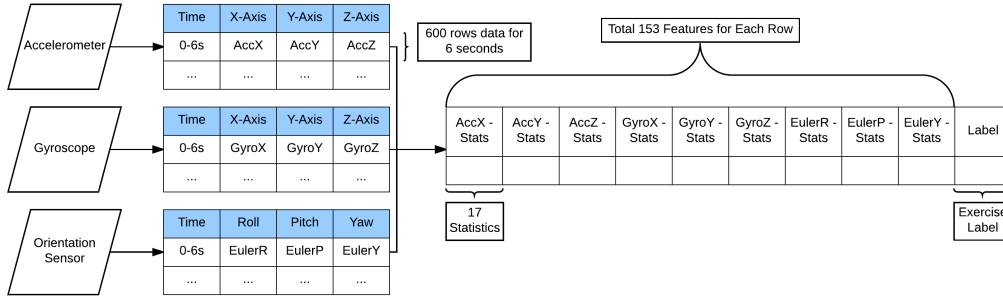 Accelerometer
Time X-Axis Y-Axis Z-Axis
0-6s AccX AccY AccZ
... ... ... ...
600 rows data for
6 seconds
Gyroscope
Time X-Axis Y-Axis Z-Axis
0-6s GyroX GyroY GyroZ
... ... ... ...
Orientation
Sensor
Time Roll Pitch Yaw
0-6s EulerR EulerP EulerY
... ... ... ...
Total 153 Features for Each Row
AccX - AccY - AccZ - GyroX - GyroY - GyroZ - EulerR - EulerP - EulerY - Label
Stats Stats Stats Stats Stats Stats Stats Stats Stats
17
Statistics
Exercise
Label